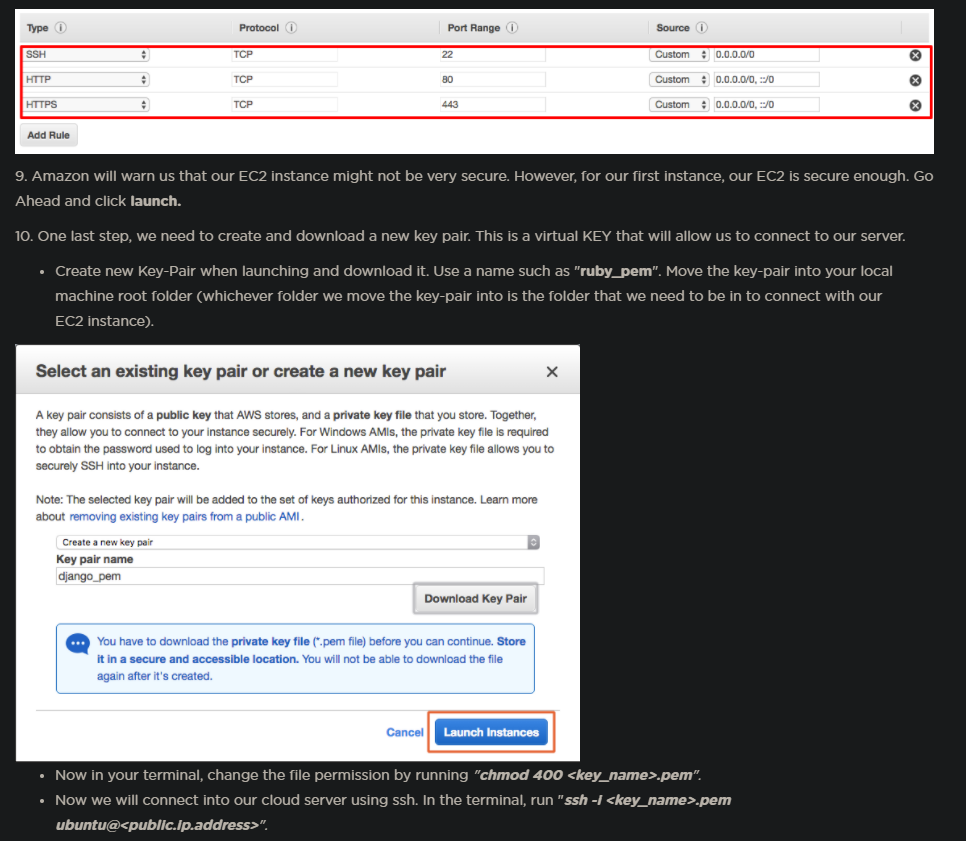 Type Protocol Port Range Source
SSH TCP 22 Custom 0.0.0.0/0
HTTP TCP 80 Custom 0.0.0.0/0, ::/0
HTTPS TCP 443 Custom 0.0.0.0/0, ::/0
Add Rule
9. Amazon will warn us that our EC2 instance might not be very secure. However, for our first instance, our EC2 is secure enough. Go
Ahead and click launch.
10. One last step, we need to create and download a new key pair. This is a virtual KEY that will allow us to connect to our server.
• Create new Key-Pair when launching and download it. Use a name such as "ruby_pem". Move the key-pair into your local
machine root folder (whichever folder we move the key-pair into is the folder that we need to be in to connect with our
EC2 instance).
Select an existing key pair or create a new key pair
A key pair consists of a public key that AWS stores, and a private key file that you store. Together,
they allow you to connect to your instance securely. For Windows AMIs, the private key file is required
to obtain the password used to log into your instance. For Linux AMIs, the private key file allows you to
securely SSH into your instance.
Note: The selected key pair will be added to the set of keys authorized for this instance. Learn more
about removing existing key pairs from a public AMI.
Create a new key pair
Key pair name
django_pem
Download Key Pair
You have to download the private key file (*.pem file) before you can continue. Store
it in a secure and accessible location. You will not be able to download the file
again after it's created.
Cancel Launch Instances
• Now in your terminal, change the file permission by running "chmod 400 <key_name>.pem".
• Now we will connect into our cloud server using ssh. In the terminal, run "ssh -i <key_name>.pem
ubuntu@<public.ip.address>".